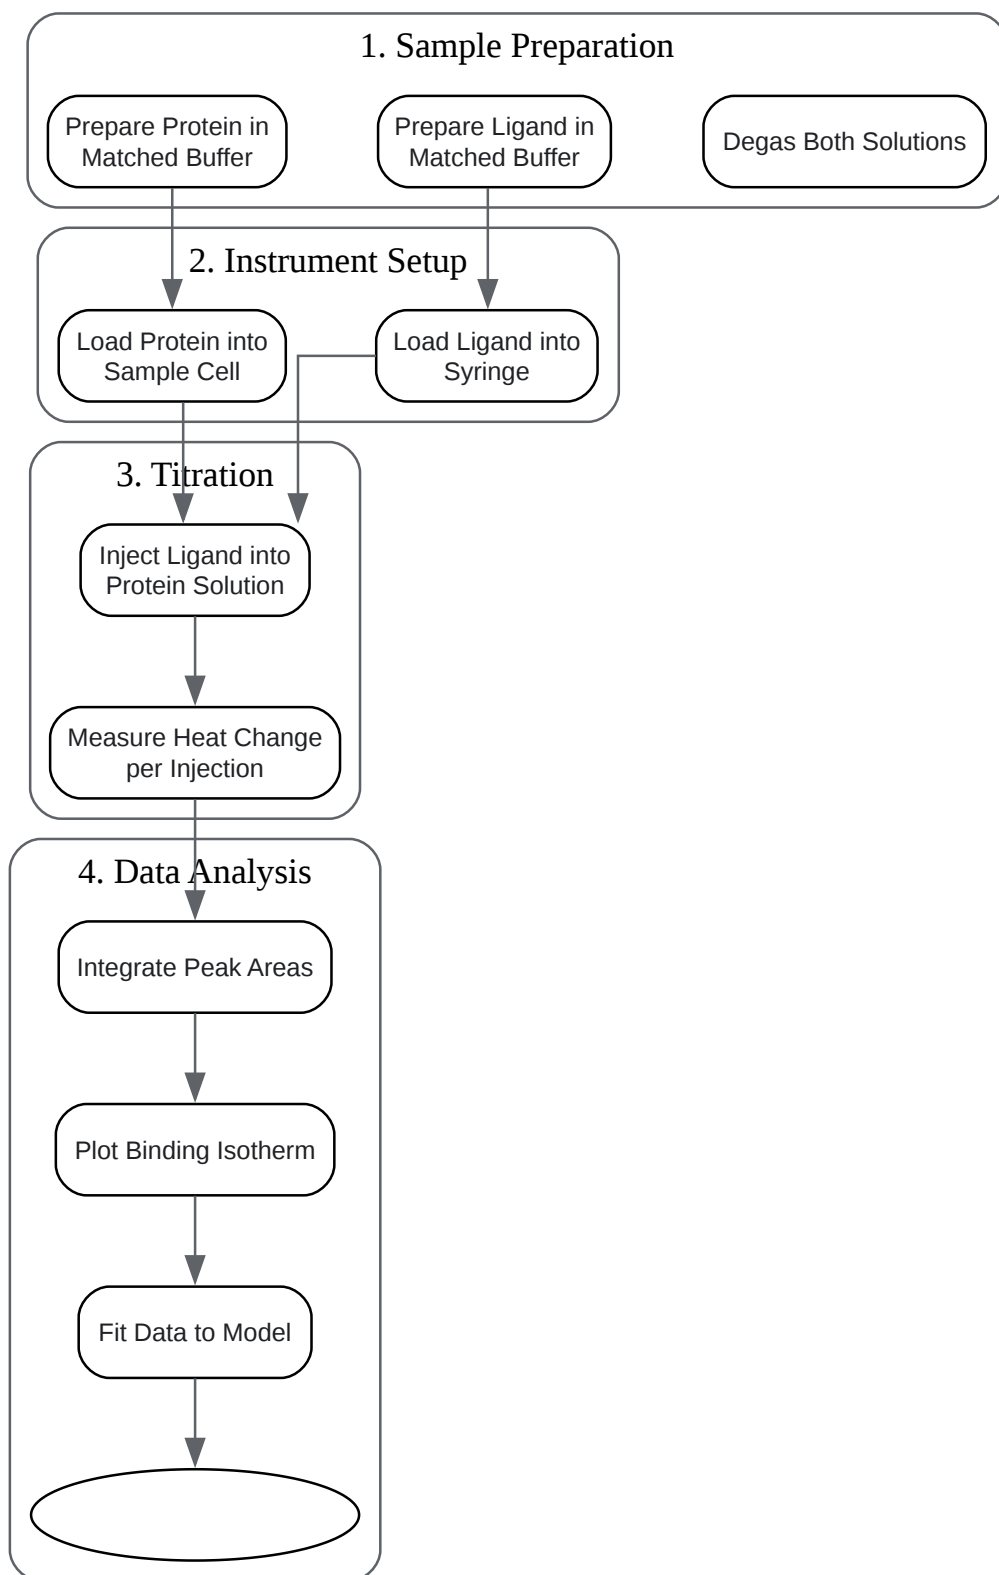 1. Sample Preparation
Prepare Protein in
Matched Buffer
Prepare Ligand in
Matched Buffer
Degas Both Solutions
2. Instrument Setup
Load Protein into
Sample Cell
Load Ligand into
Syringe
3. Titration
Inject Ligand into
Protein Solution
Measure Heat Change
per Injection
4. Data Analysis
Integrate Peak Areas
Plot Binding Isotherm
Fit Data to Model